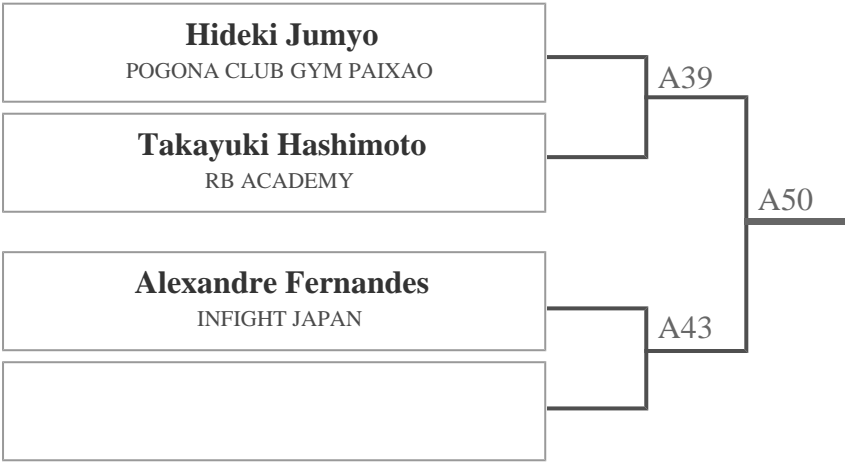 Hideki Jumyo
POGONA CLUB GYM PAIXAO
A39
Takayuki Hashimoto
RB ACADEMY
A50
Alexandre Fernandes
INFIGHT JAPAN
A43